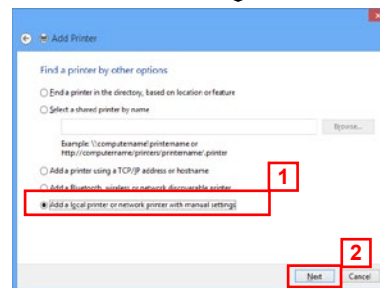 Add Printer
Find a printer by other options
Find a printer in the directory, based on location or feature
Select a shared printer by name
Browse...
Example: \\computername\printername or
http://computername/printers/printername/.printer
Add a printer using a TCP/IP address or hostname
Add a Bluetooth, wireless or network discoverable printer
1
Add a local printer or network printer with manual settings
2
Next
Cancel